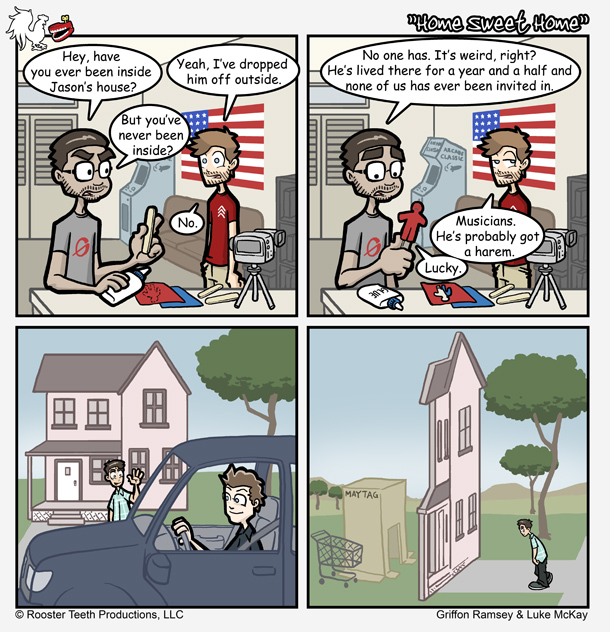 "Home Sweet Home"
Hey, have
you ever been inside
Jason's house?
Yeah, I've dropped
him off outside.
But you've
never been
inside?
No.
No one has. It's weird, right?
He's lived there for a year and a half and
none of us has ever been invited in.
Musicians.
He's probably got
a harem.
Lucky.
ARCADE
CLASSIC
GLUE
MAYTAG
© Rooster Teeth Productions, LLC
Griffon Ramsey & Luke McKay